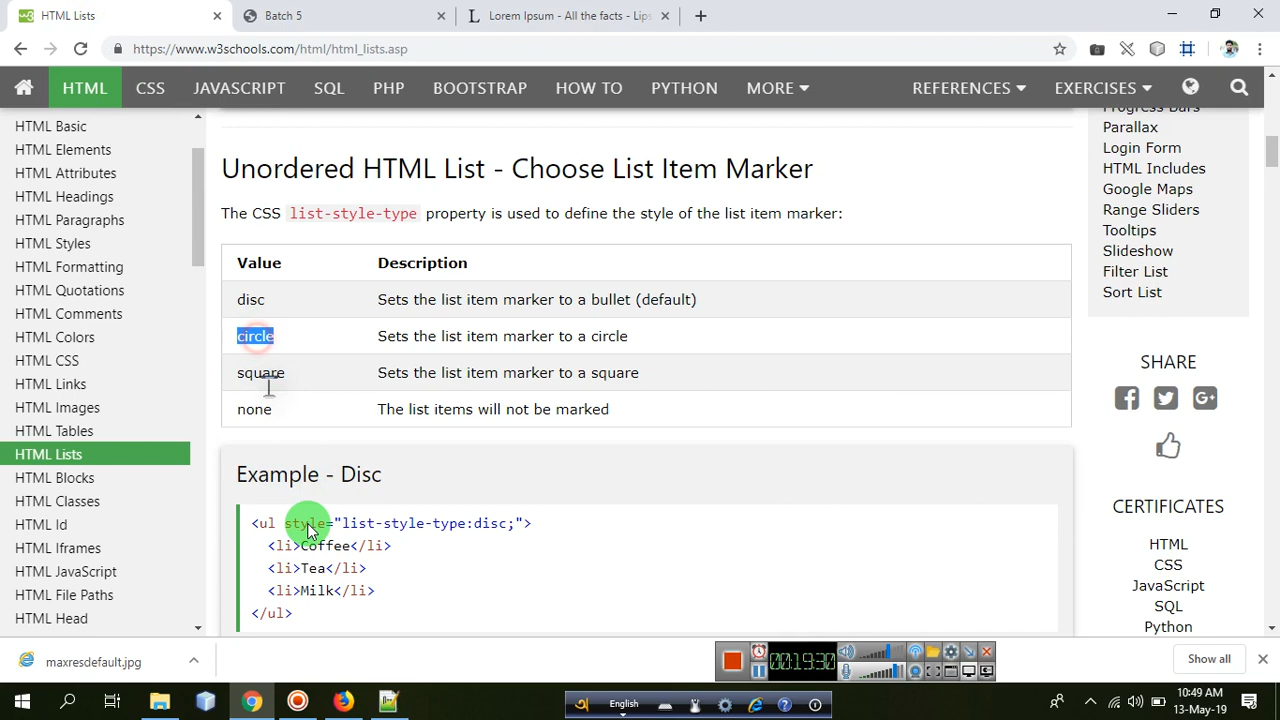 HTML Lists
Batch 5
Lorem Ipsum - All the facts - Lips
https://www.w3schools.com/html/html_lists.asp
HTML
CSS
JAVASCRIPT
SQL
PHP
BOOTSTRAP
HOW TO
PYTHON
MORE
REFERENCES
EXERCISES
HTML Basic
HTML Elements
HTML Attributes
HTML Headings
HTML Paragraphs
HTML Styles
HTML Formatting
HTML Quotations
HTML Comments
HTML Colors
HTML CSS
HTML Links
HTML Images
HTML Tables
HTML Lists
HTML Blocks
HTML Classes
HTML Id
HTML Iframes
HTML JavaScript
HTML File Paths
HTML Head
Unordered HTML List - Choose List Item Marker
The CSS list-style-type property is used to define the style of the list item marker:
Value Description
disc Sets the list item marker to a bullet (default)
circle Sets the list item marker to a circle
square Sets the list item marker to a square
none The list items will not be marked
Example - Disc
<ul style="list-style-type:disc;">
<li>Coffee</li>
<li>Tea</li>
<li>Milk</li>
</ul>
Progress Bars
Parallax
Login Form
HTML Includes
Google Maps
Range Sliders
Tooltips
Slideshow
Filter List
Sort List
SHARE
CERTIFICATES
HTML
CSS
JavaScript
SQL
Python
maxresdefault.jpg
00:19:30
Show all
English
10:49 AM
13-May-19